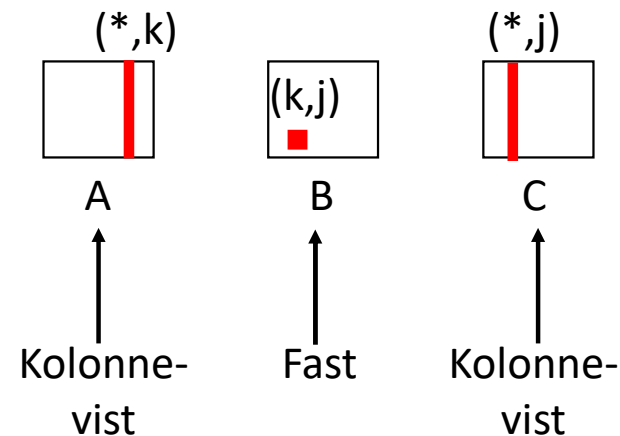 (*,k)
(*,j)
(k,j)
A
B
C
Kolonne-
vist
Fast
Kolonne-
vist